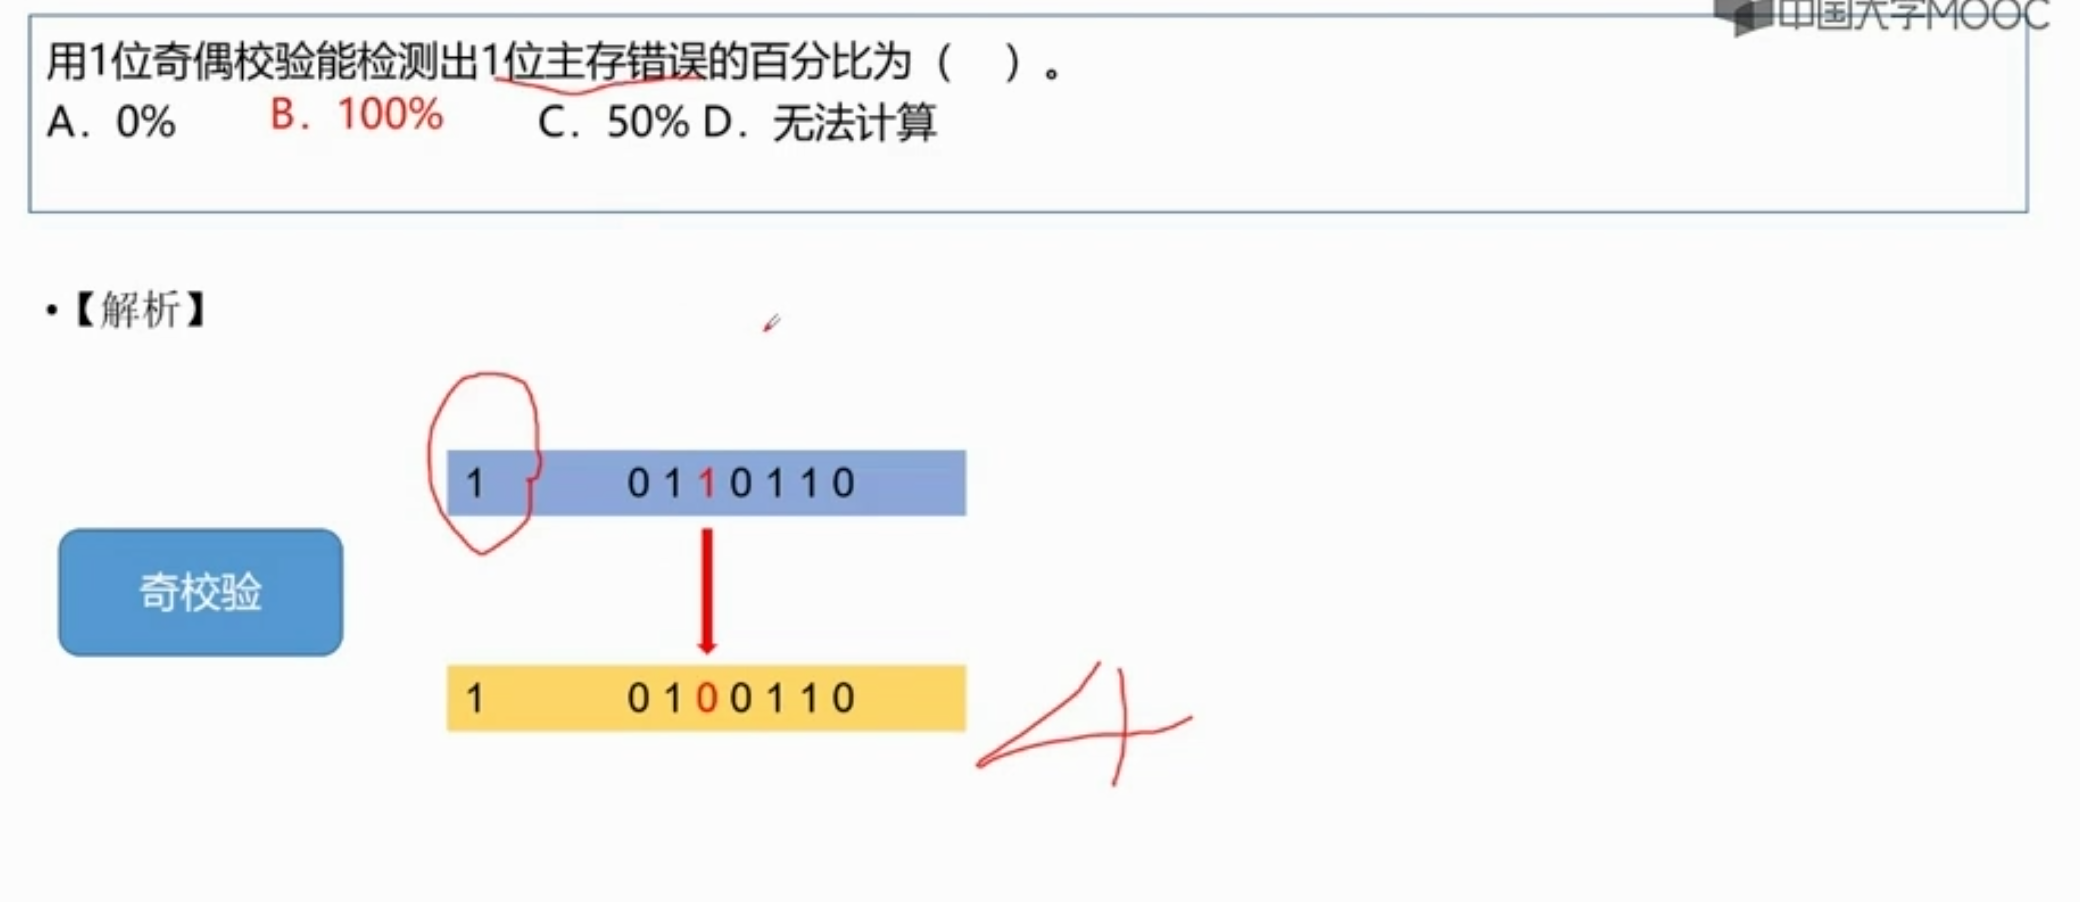 中国大学MOOC
用1位奇偶校验能检测出1位主存错误的百分比为（ ）。
A. 0% B. 100% C. 50% D. 无法计算
•【解析】
1 0 1 1 0 1 1 0
奇校验
1 0 1 0 0 1 1 0
4